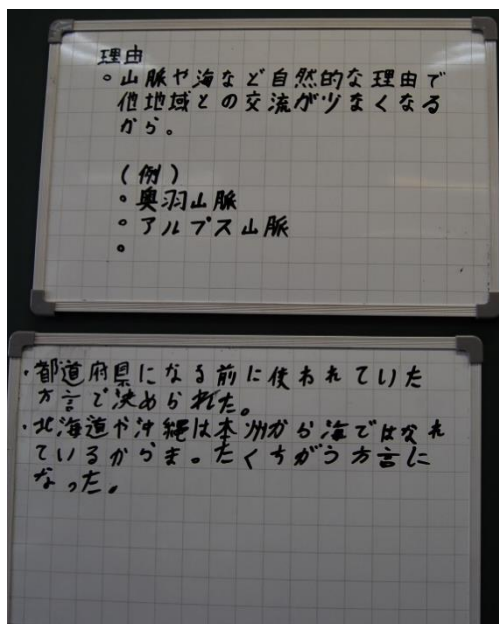 理由
。山脈や海など自然的な理由で
他地域との交流が少なくなる
から。
(例)
。奥羽山脈
。アルプス山脈
。
・都道府県になる前に使われていた
方言で決められた。
・北海道や沖縄は本州から海ではなれ
ているからま。たくちがう方言に
なった。